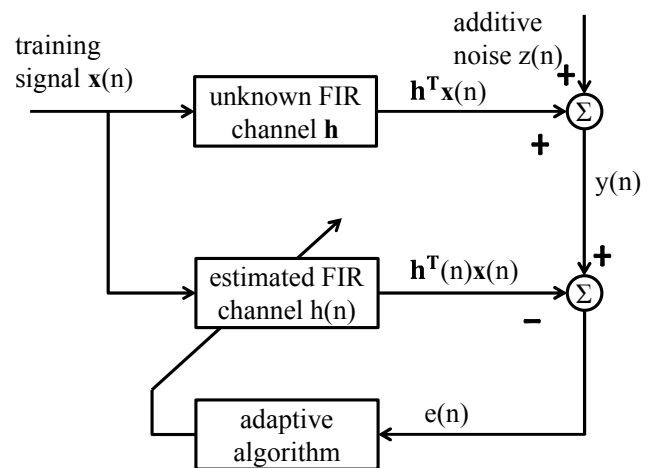 training
signal x(n)
additive
noise z(n)
unknown FIR
channel h
h^T x(n)
+
+
Σ
y(n)
estimated FIR
channel h(n)
h^T(n)x(n)
+
−
Σ
adaptive
algorithm
e(n)